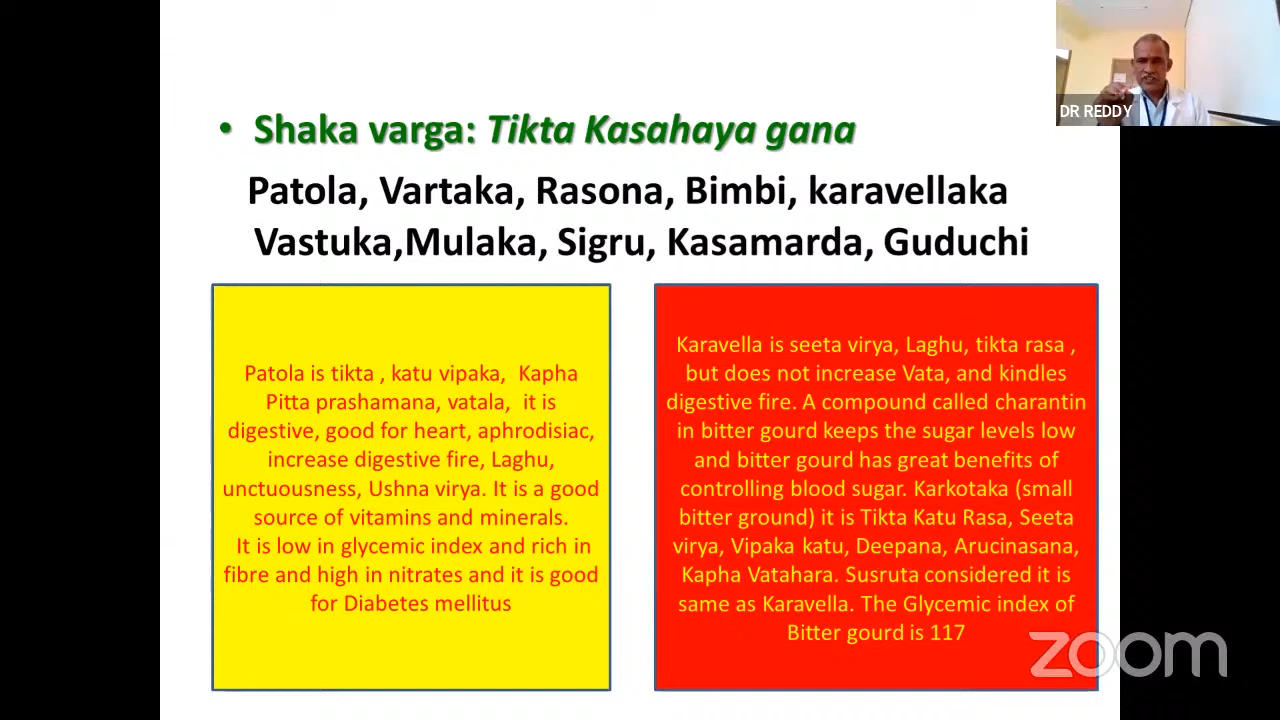 DR REDDY
• Shaka varga: Tikta Kasahaya gana
Patola, Vartaka, Rasona, Bimbi, karavellaka
Vastuka,Mulaka, Sigru, Kasamarda, Guduchi
Patola is tikta , katu vipaka, Kapha
Pitta prashamana, vatala, it is
digestive, good for heart, aphrodisiac,
increase digestive fire, Laghu,
unctuousness, Ushna virya. It is a good
source of vitamins and minerals.
It is low in glycemic index and rich in
fibre and high in nitrates and it is good
for Diabetes mellitus
Karavella is seeta virya, Laghu, tikta rasa ,
but does not increase Vata, and kindles
digestive fire. A compound called charantin
in bitter gourd keeps the sugar levels low
and bitter gourd has great benefits of
controlling blood sugar. Karkotaka (small
bitter ground) it is Tikta Katu Rasa, Seeta
virya, Vipaka katu, Deepana, Arucinasana,
Kapha Vatahara. Susruta considered it is
same as Karavella. The Glycemic index of
Bitter gourd is 117
zoom